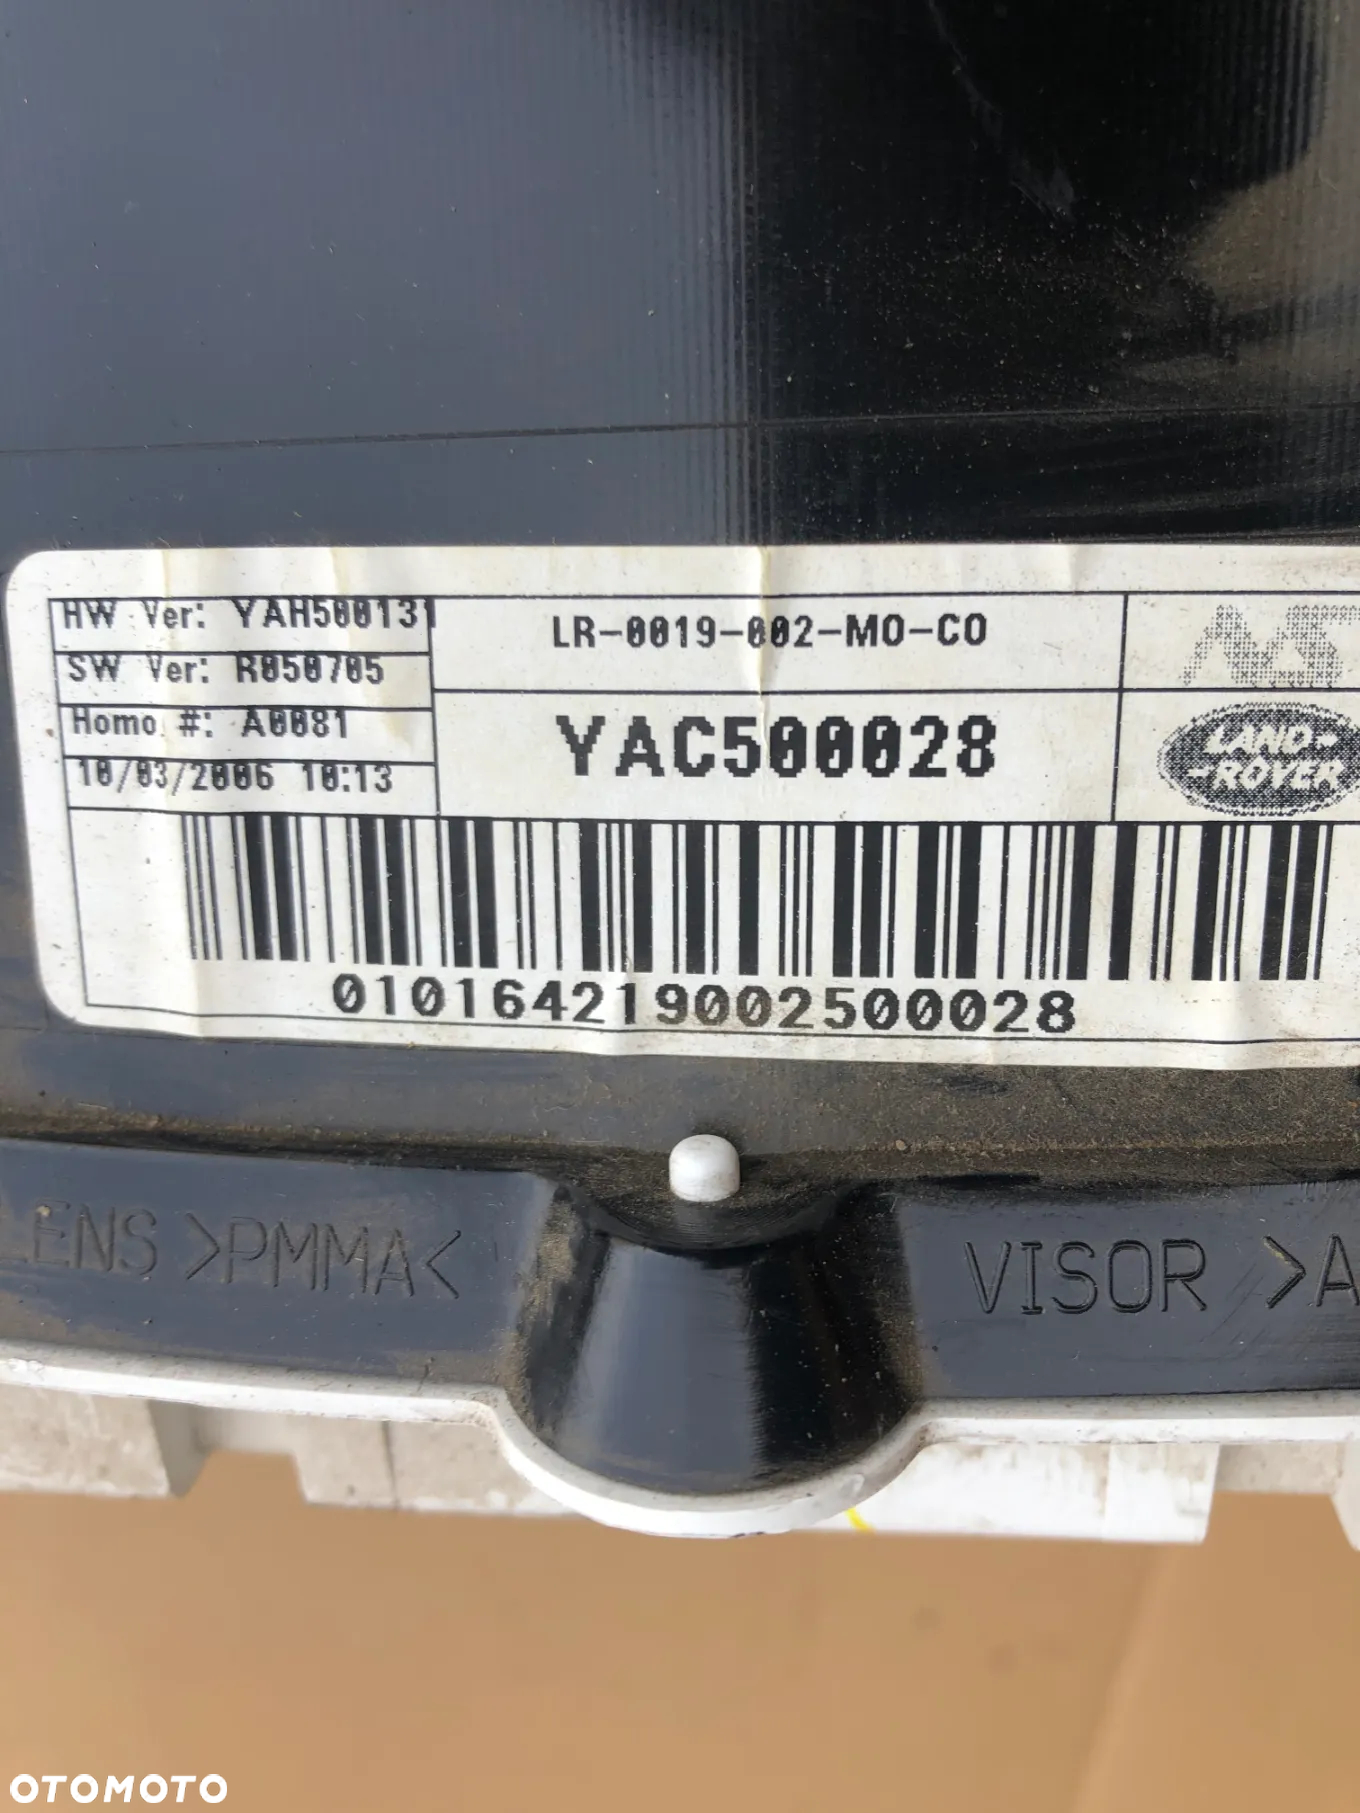 HW Ver: YAH500131
SW Ver: R050705
Homo #: A0081
10/03/2006 10:13
LR-0019-002-MO-CO
YAC500028
LAND-
-ROVER
010164219002500028
LENS >PMMA<
VISOR >A
OTOMOTO